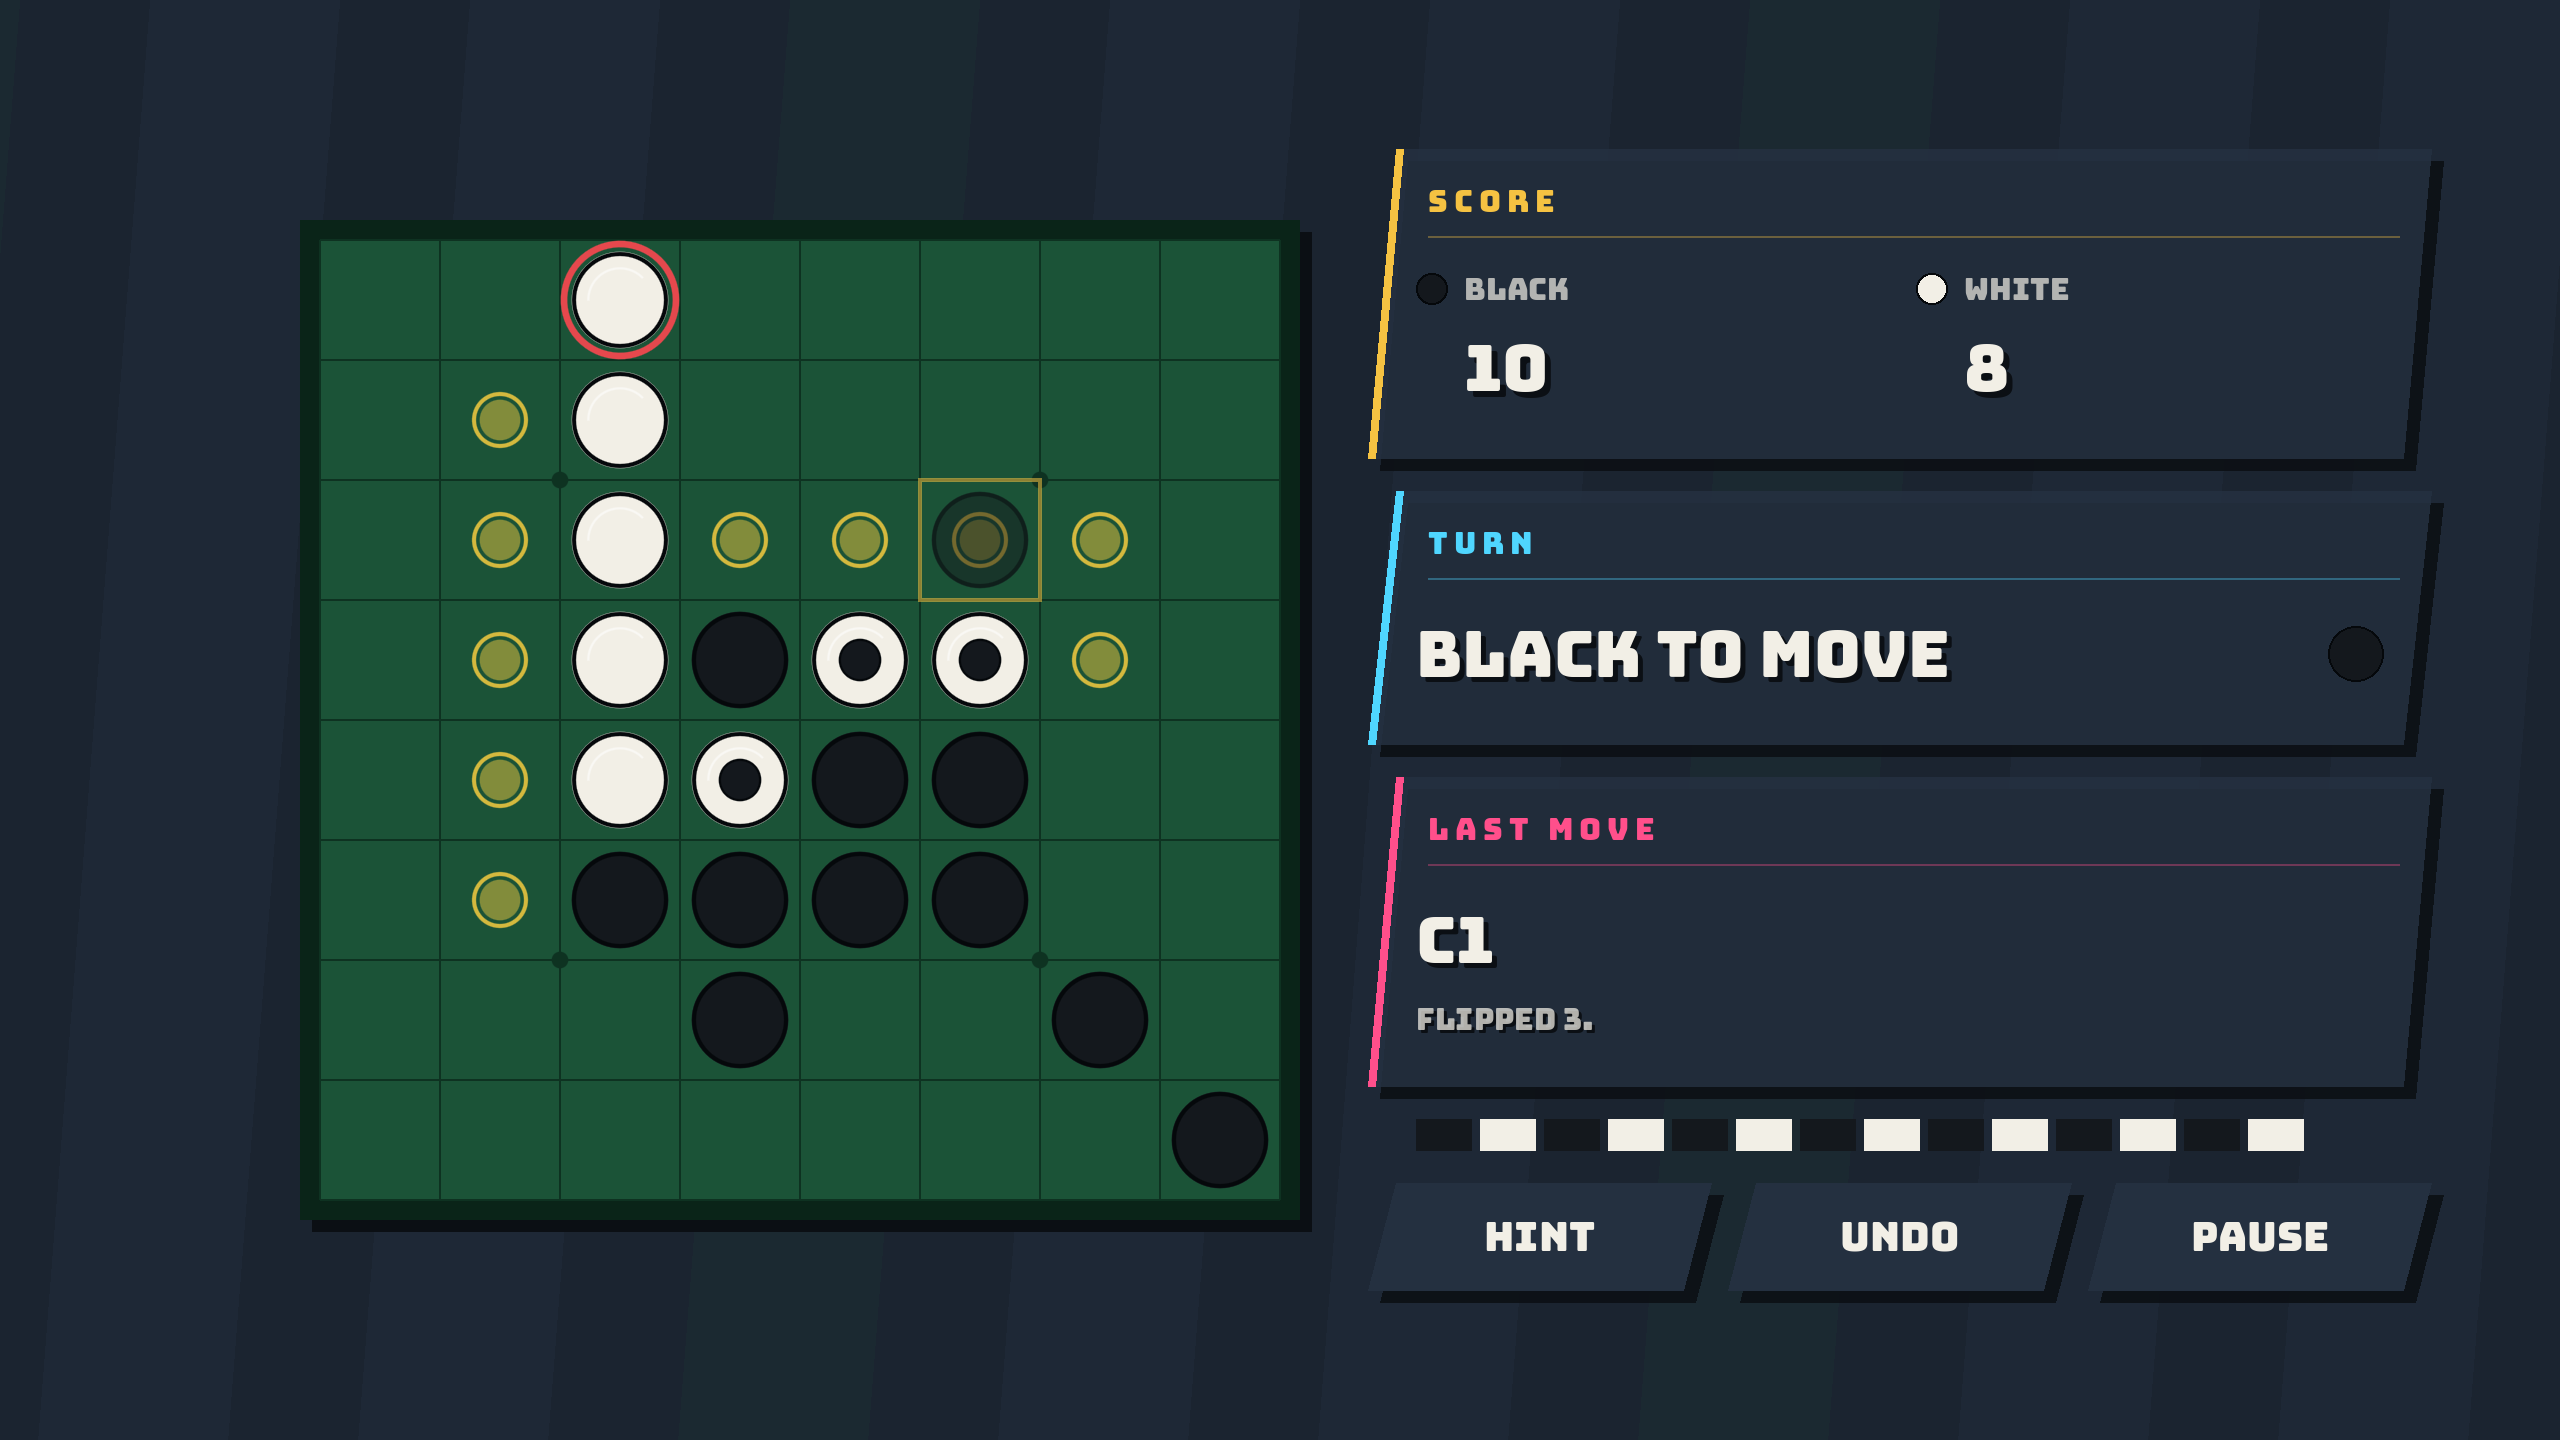 SCORE
BLACK WHITE
10 8
TURN
BLACK TO MOVE
LAST MOVE
C1
FLIPPED 3.
HINT UNDO PAUSE